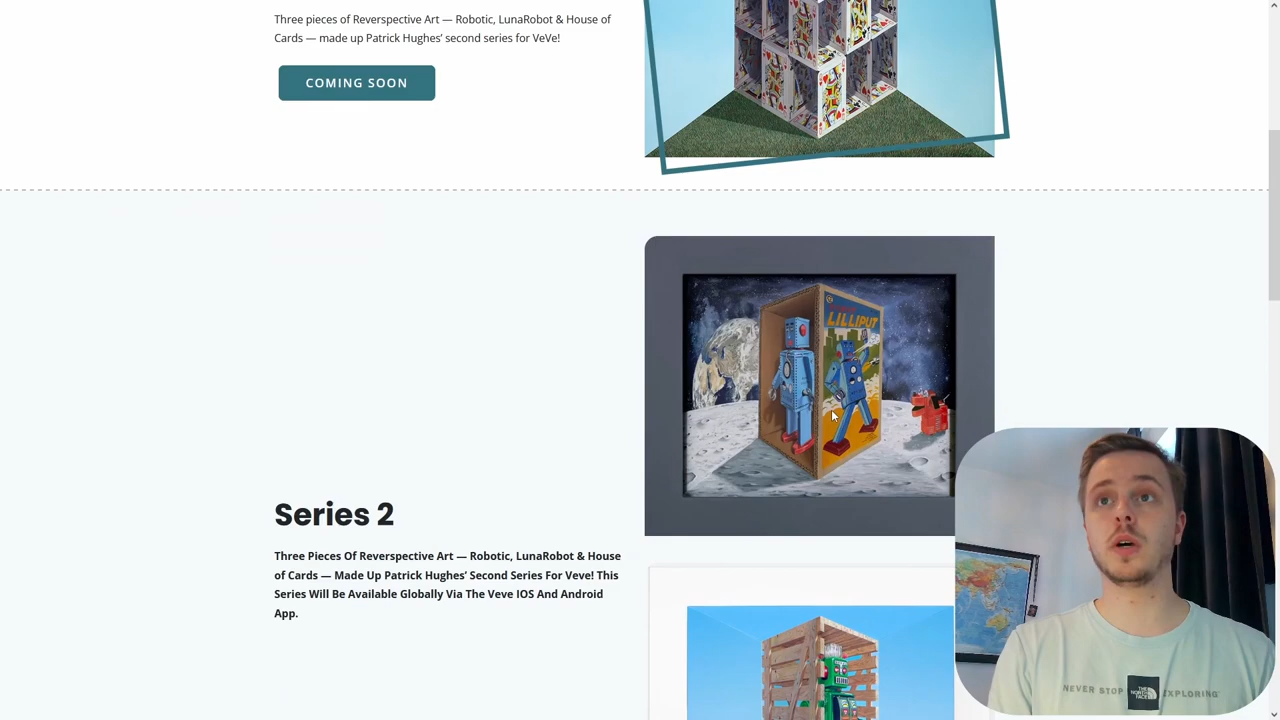 Three pieces of Reverspective Art — Robotic, LunaRobot & House of
Cards — made up Patrick Hughes’ second series for VeVe!
COMING SOON
LILLIPUT
Series 2
Three Pieces Of Reverspective Art — Robotic, LunaRobot & House
of Cards — Made Up Patrick Hughes’ Second Series For Veve! This
Series Will Be Available Globally Via The Veve IOS And Android
App.
NEVER STOP
THE
NORTH
FACE
EXPLORING